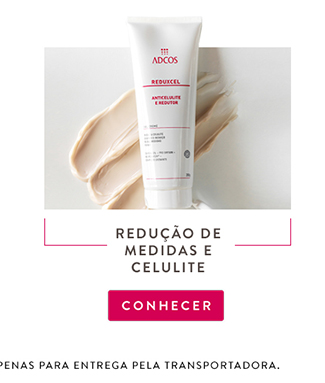 ADCOS
REDUXCEL
ANTICELULITE
E REDUTOR
REDUÇÃO DE
MEDIDAS E
CELULITE
CONHECER
PENAS PARA ENTREGA PELA TRANSPORTADORA.